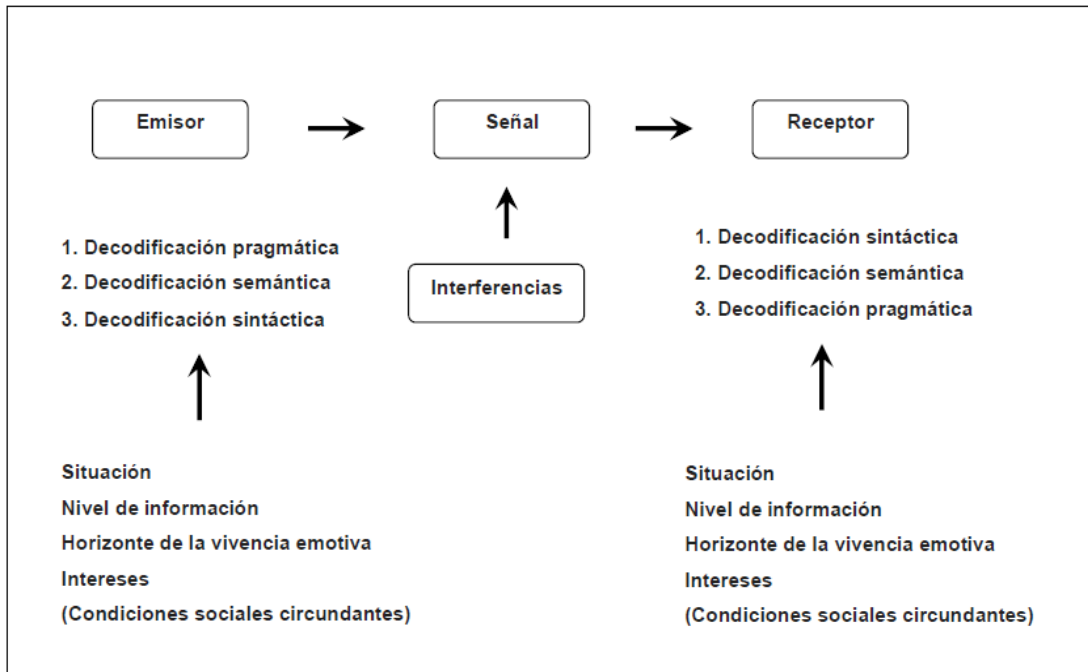 Emisor
Señal
Receptor
1. Decodificación pragmática
2. Decodificación semántica
3. Decodificación sintáctica
Interferencias
1. Decodificación sintáctica
2. Decodificación semántica
3. Decodificación pragmática
Situación
Nivel de información
Horizonte de la vivencia emotiva
Intereses
(Condiciones sociales circundantes)
Situación
Nivel de información
Horizonte de la vivencia emotiva
Intereses
(Condiciones sociales circundantes)